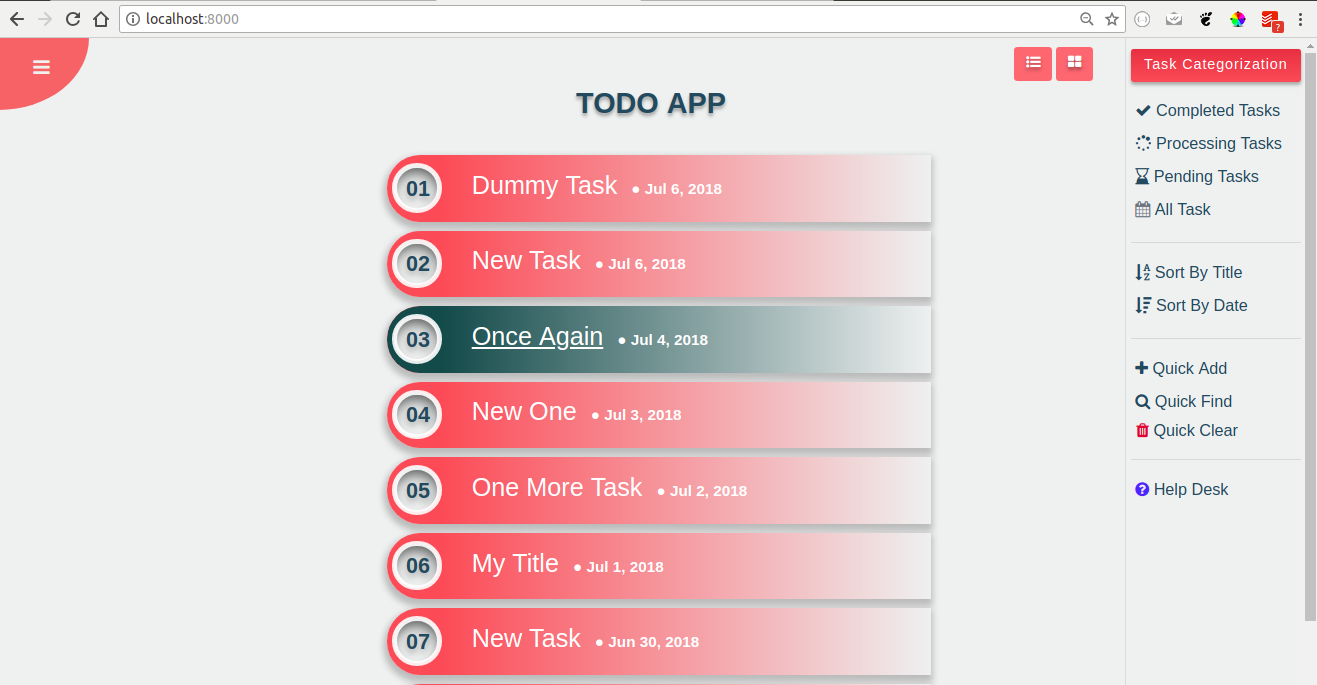 localhost:8000
?
Task Categorization
TODO APP
01 Dummy Task ● Jul 6, 2018
02 New Task ● Jul 6, 2018
03 Once Again ● Jul 4, 2018
04 New One ● Jul 3, 2018
05 One More Task ● Jul 2, 2018
06 My Title ● Jul 1, 2018
07 New Task ● Jun 30, 2018
Completed Tasks
Processing Tasks
Pending Tasks
All Task
Sort By Title
Sort By Date
Quick Add
Quick Find
Quick Clear
Help Desk